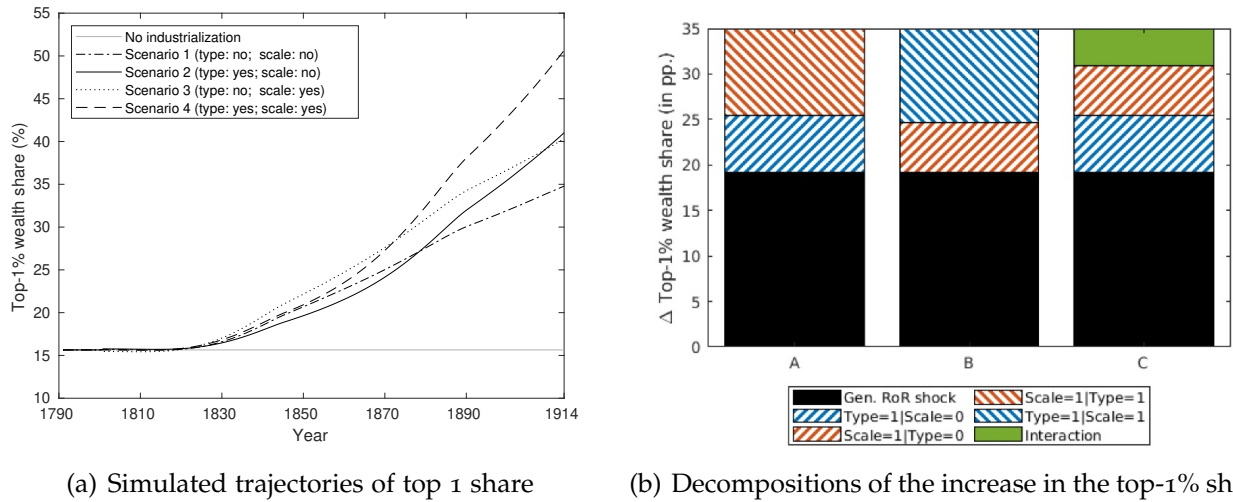 55
50
45
40
35
30
25
20
15
10
Top-1% wealth share (%)
No industrialization
Scenario 1 (type: no; scale: no)
Scenario 2 (type: yes; scale: no)
Scenario 3 (type: no; scale: yes)
Scenario 4 (type: yes; scale: yes)
1790 1810 1830 1850 1870 1890 1914
Year
(a) Simulated trajectories of top 1 share
35
30
25
20
15
10
5
0
Δ Top-1% wealth share (in pp.)
A B C
Gen. RoR shock Scale=1|Type=1
Type=1|Scale=0 Type=1|Scale=1
Scale=1|Type=0 Interaction
(b) Decompositions of the increase in the top-1% sh